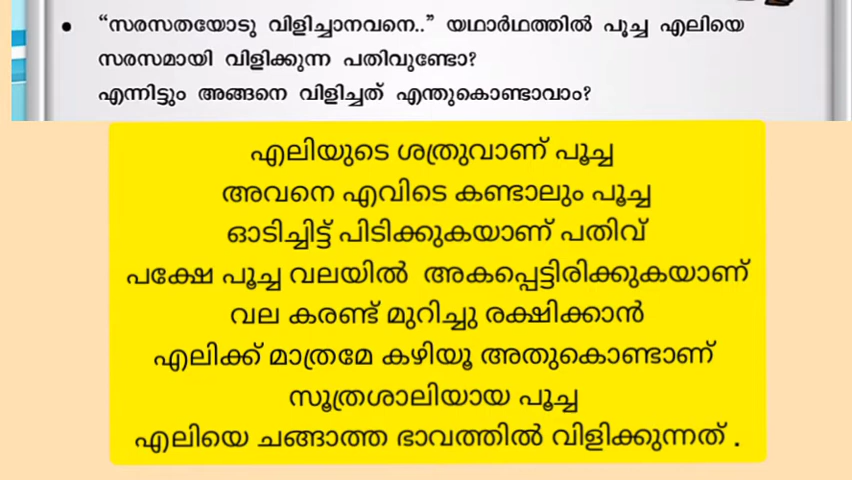 • “സരസതയോടു വിളിച്ചാനവനെ..” യഥാർഥത്തിൽ പൂച്ച എലിയെ
സരസമായി വിളിക്കുന്ന പതിവുണ്ടോ?
എന്നിട്ടും അങ്ങനെ വിളിച്ചത് എന്തുകൊണ്ടാവാം?
എലിയുടെ ശത്രുവാണ് പൂച്ച
അവനെ എവിടെ കണ്ടാലും പൂച്ച
ഓടിച്ചിട്ട് പിടിക്കുകയാണ് പതിവ്
പക്ഷേ പൂച്ച വലയിൽ അകപ്പെട്ടിരിക്കുകയാണ്
വല കരണ്ട് മുറിച്ചു രക്ഷിക്കാൻ
എലിക്ക് മാത്രമേ കഴിയൂ അതുകൊണ്ടാണ്
സൂത്രശാലിയായ പൂച്ച
എലിയെ ചങ്ങാത്ത ഭാവത്തിൽ വിളിക്കുന്നത് .